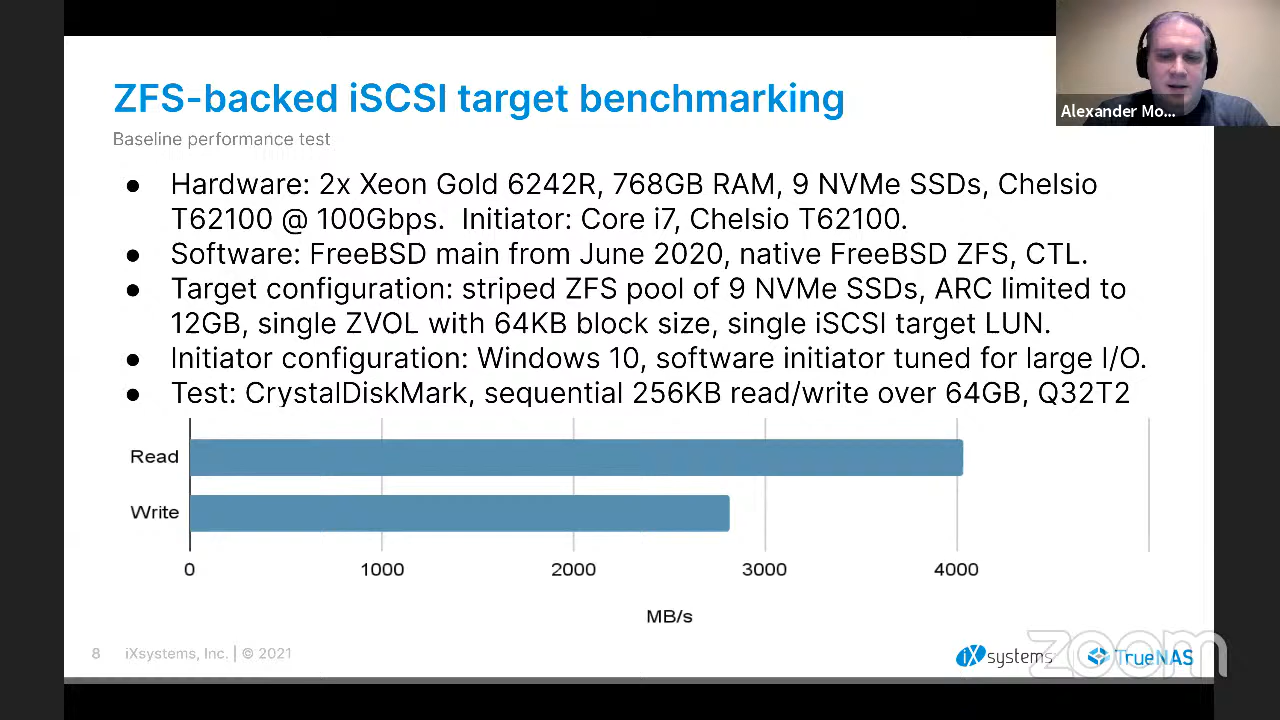 ZFS-backed iSCSI target benchmarking
Baseline performance test
Alexander Mo...
● Hardware: 2x Xeon Gold 6242R, 768GB RAM, 9 NVMe SSDs, Chelsio
T62100 @ 100Gbps. Initiator: Core i7, Chelsio T62100.
● Software: FreeBSD main from June 2020, native FreeBSD ZFS, CTL.
● Target configuration: striped ZFS pool of 9 NVMe SSDs, ARC limited to
12GB, single ZVOL with 64KB block size, single iSCSI target LUN.
● Initiator configuration: Windows 10, software initiator tuned for large I/O.
● Test: CrystalDiskMark, sequential 256KB read/write over 64GB, Q32T2
Read
Write
0 1000 2000 3000 4000
MB/s
8 iXsystems, Inc. | © 2021
iXsystems TrueNAS
zoom